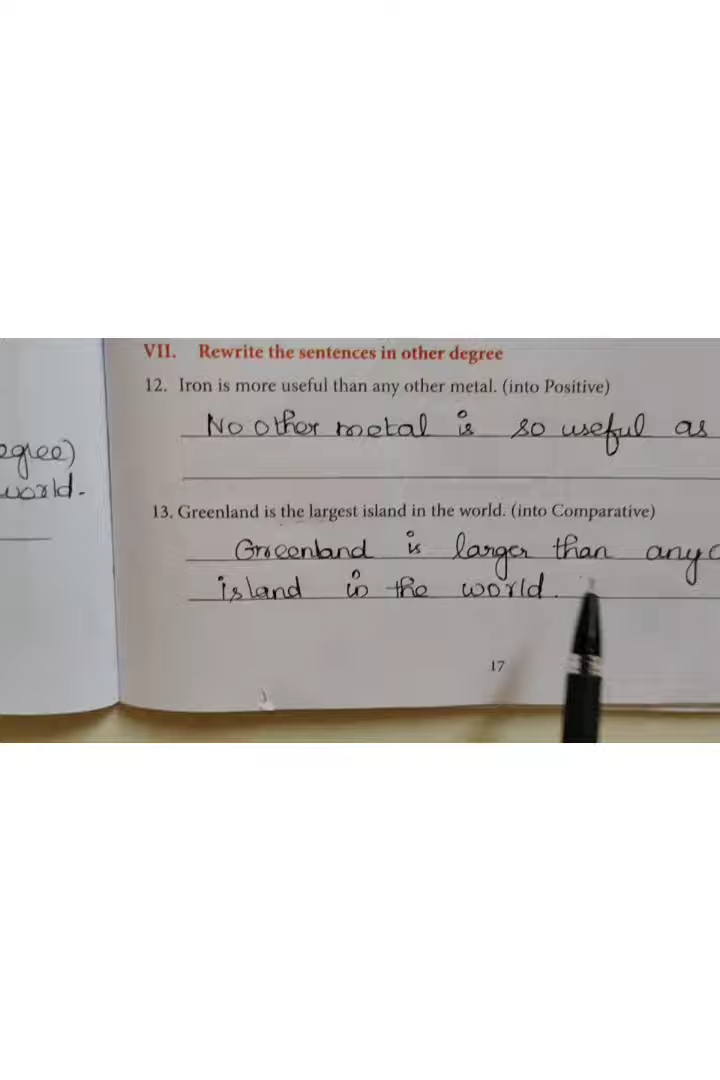 egree)
world.
VII. Rewrite the sentences in other degree
12. Iron is more useful than any other metal. (into Positive)
No other metal is so useful as
13. Greenland is the largest island in the world. (into Comparative)
Greenland is larger than any
island in the world.
17